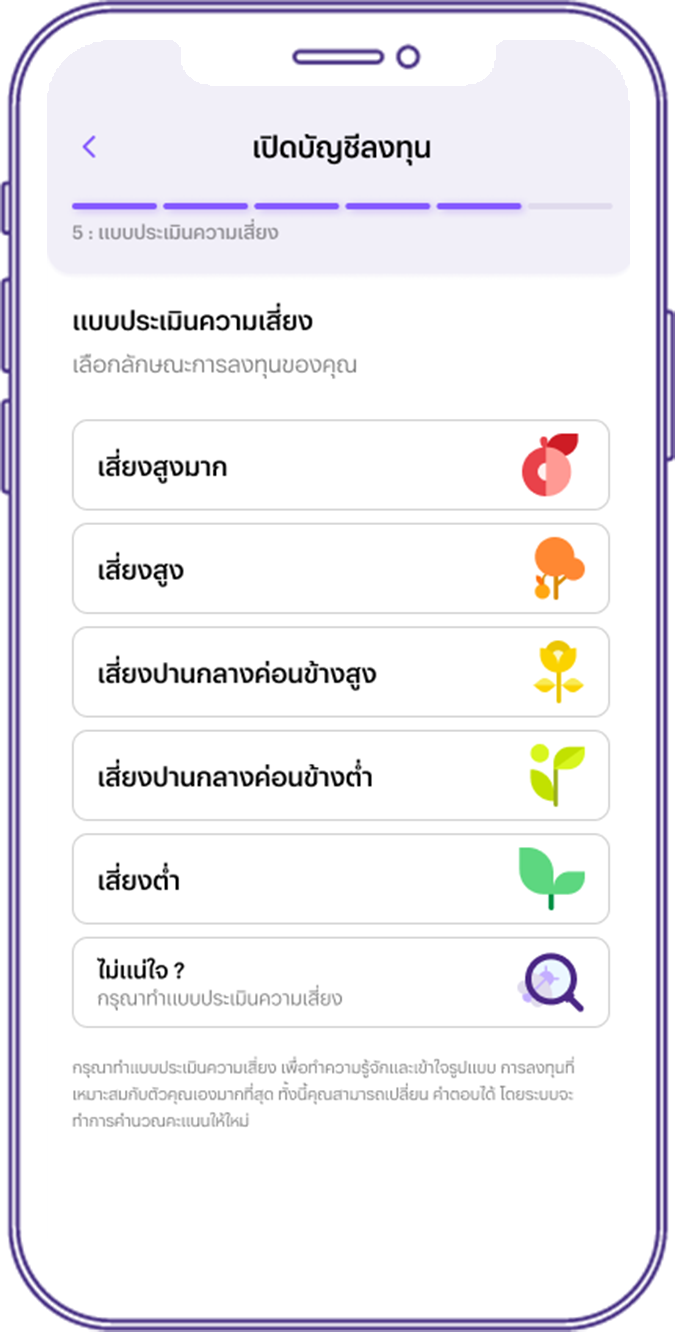 เปิดบัญชีลงทุน
5 : แบบประเมินความเสี่ยง
แบบประเมินความเสี่ยง
เลือกลักษณะการลงทุนของคุณ
เสี่ยงสูงมาก
เสี่ยงสูง
เสี่ยงปานกลางค่อนข้างสูง
เสี่ยงปานกลางค่อนข้างต่ำ
เสี่ยงต่ำ
ไม่แน่ใจ ?
กรุณาทำแบบประเมินความเสี่ยง
กรุณาทำแบบประเมินความเสี่ยง เพื่อทำความรู้จักและเข้าใจรูปแบบ การลงทุนที่
เหมาะสมกับตัวคุณเองมากที่สุด ทั้งนี้คุณสามารถเปลี่ยน คำตอบได้ โดยระบบจะ
ทำการคำนวณคะแนนให้ใหม่